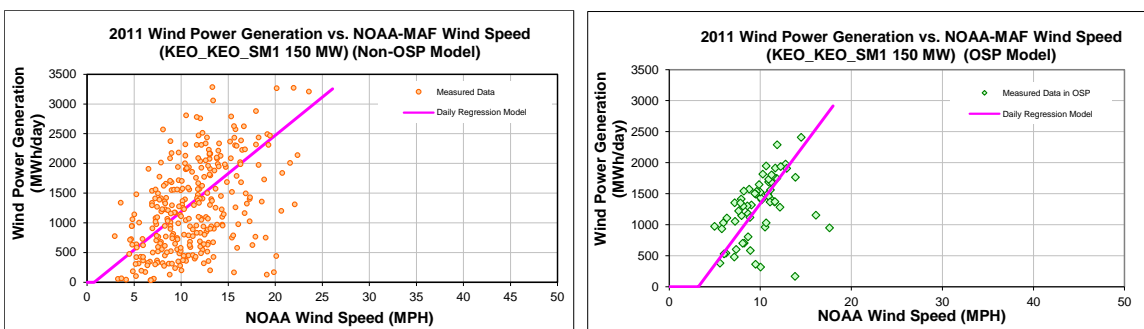 2011 Wind Power Generation vs. NOAA-MAF Wind Speed
(KEO_KEO_SM1 150 MW) (Non-OSP Model)
Wind Power Generation
(MWh/day)
3500
3000
2500
2000
1500
1000
500
0
Measured Data
Daily Regression Model
0 5 10 15 20 25 30 35 40 45 50
NOAA Wind Speed (MPH)
2011 Wind Power Generation vs. NOAA-MAF Wind Speed
(KEO_KEO_SM1 150 MW) (OSP Model)
Wind Power Generation
(MWh/day)
3500
3000
2500
2000
1500
1000
500
0
Measured Data in OSP
Daily Regression Model
0 10 20 30 40 50
NOAA Wind Speed (MPH)